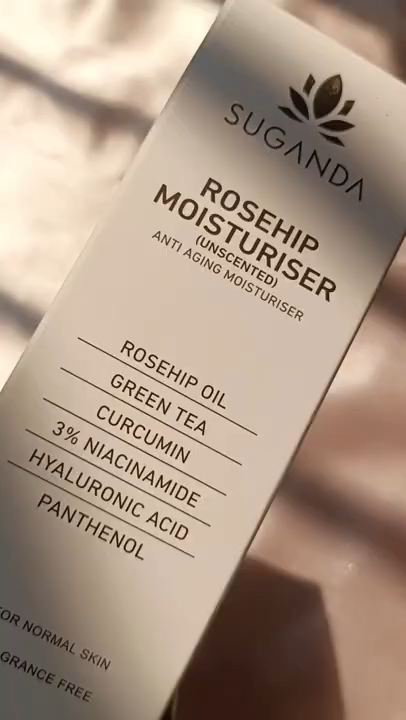 SUGANDA
ROSEHIP
MOISTURISER
(UNSCENTED)
ANTI AGING MOISTURISER
ROSEHIP OIL
GREEN TEA
CURCUMIN
3% NIACINAMIDE
HYALURONIC ACID
PANTHENOL
FOR NORMAL SKIN
GRANCE FREE